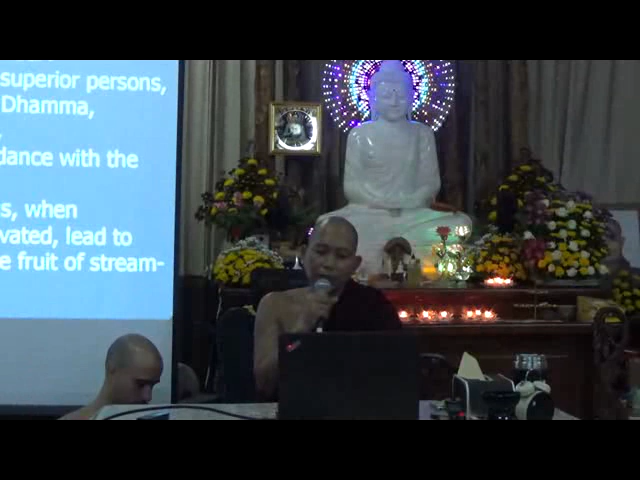 superior persons,
Dhamma,
dance with the
s, when
vated, lead to
e fruit of stream-